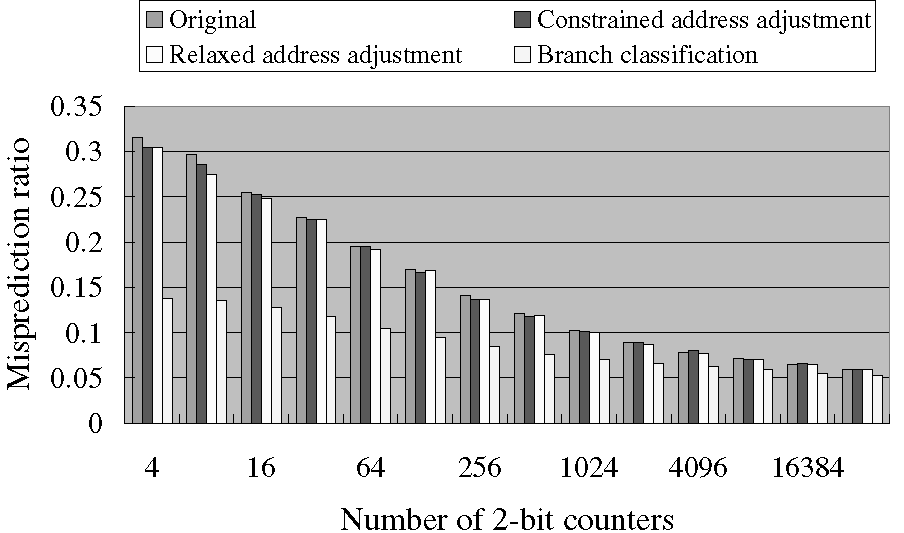 Original
Constrained address adjustment
Relaxed address adjustment
Branch classification
0.35
0.3
0.25
0.2
0.15
0.1
0.05
0
Misprediction ratio
4 16 64 256 1024 4096 16384
Number of 2-bit counters